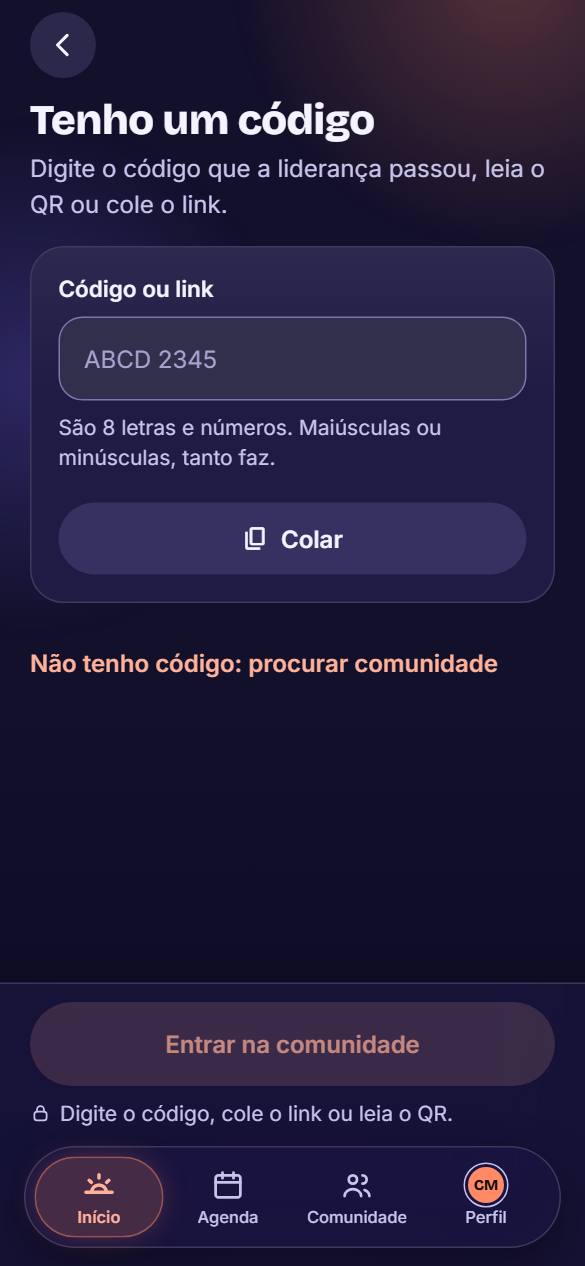 Tenho um código
Digite o código que a liderança passou, leia o
QR ou cole o link.
Código ou link
ABCD 2345
São 8 letras e números. Maiúsculas ou
minúsculas, tanto faz.
Colar
Não tenho código: procurar comunidade
Entrar na comunidade
Digite o código, cole o link ou leia o QR.
CM
Início
Agenda
Comunidade
Perfil